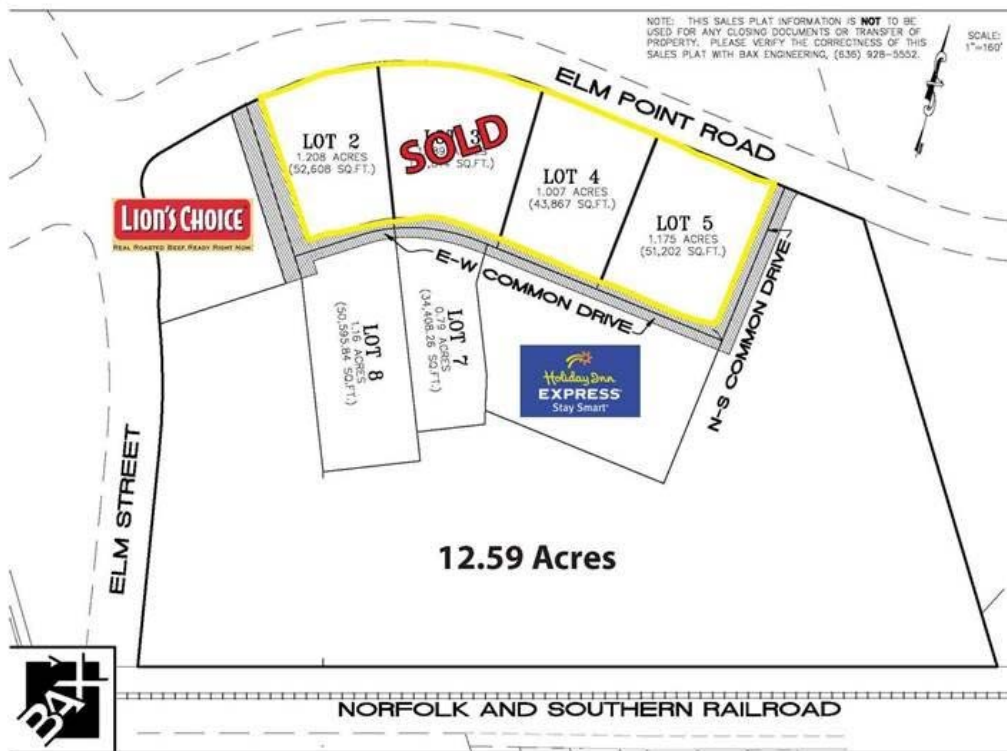 NOTE: THIS SALES PLAT INFORMATION IS NOT TO BE
USED FOR ANY CLOSING DOCUMENTS OR TRANSFER OF
PROPERTY. PLEASE VERIFY THE CORRECTNESS OF THIS
SALES PLAT WITH BAX ENGINEERING, (636) 928-5552.
SCALE:
1"=160'
ELM POINT ROAD
LOT 2
1.208 ACRES
(52,608 SQ.FT.)
SOLD
LOT 4
1.007 ACRES
(43,867 SQ.FT.)
LOT 5
1.175 ACRES
(51,202 SQ.FT.)
LION'S CHOICE
REAL ROASTED BEEF. READY RIGHT NOW.
E-W COMMON DRIVE
N-S COMMON DRIVE
LOT 8
1.16 ACRES
(50,595.84 SQ.FT.)
LOT 7
0.79 ACRES
(34,408.26 SQ.FT.)
Holiday Inn
EXPRESS
Stay Smart®
ELM STREET
12.59 Acres
BAX
NORFOLK AND SOUTHERN RAILROAD